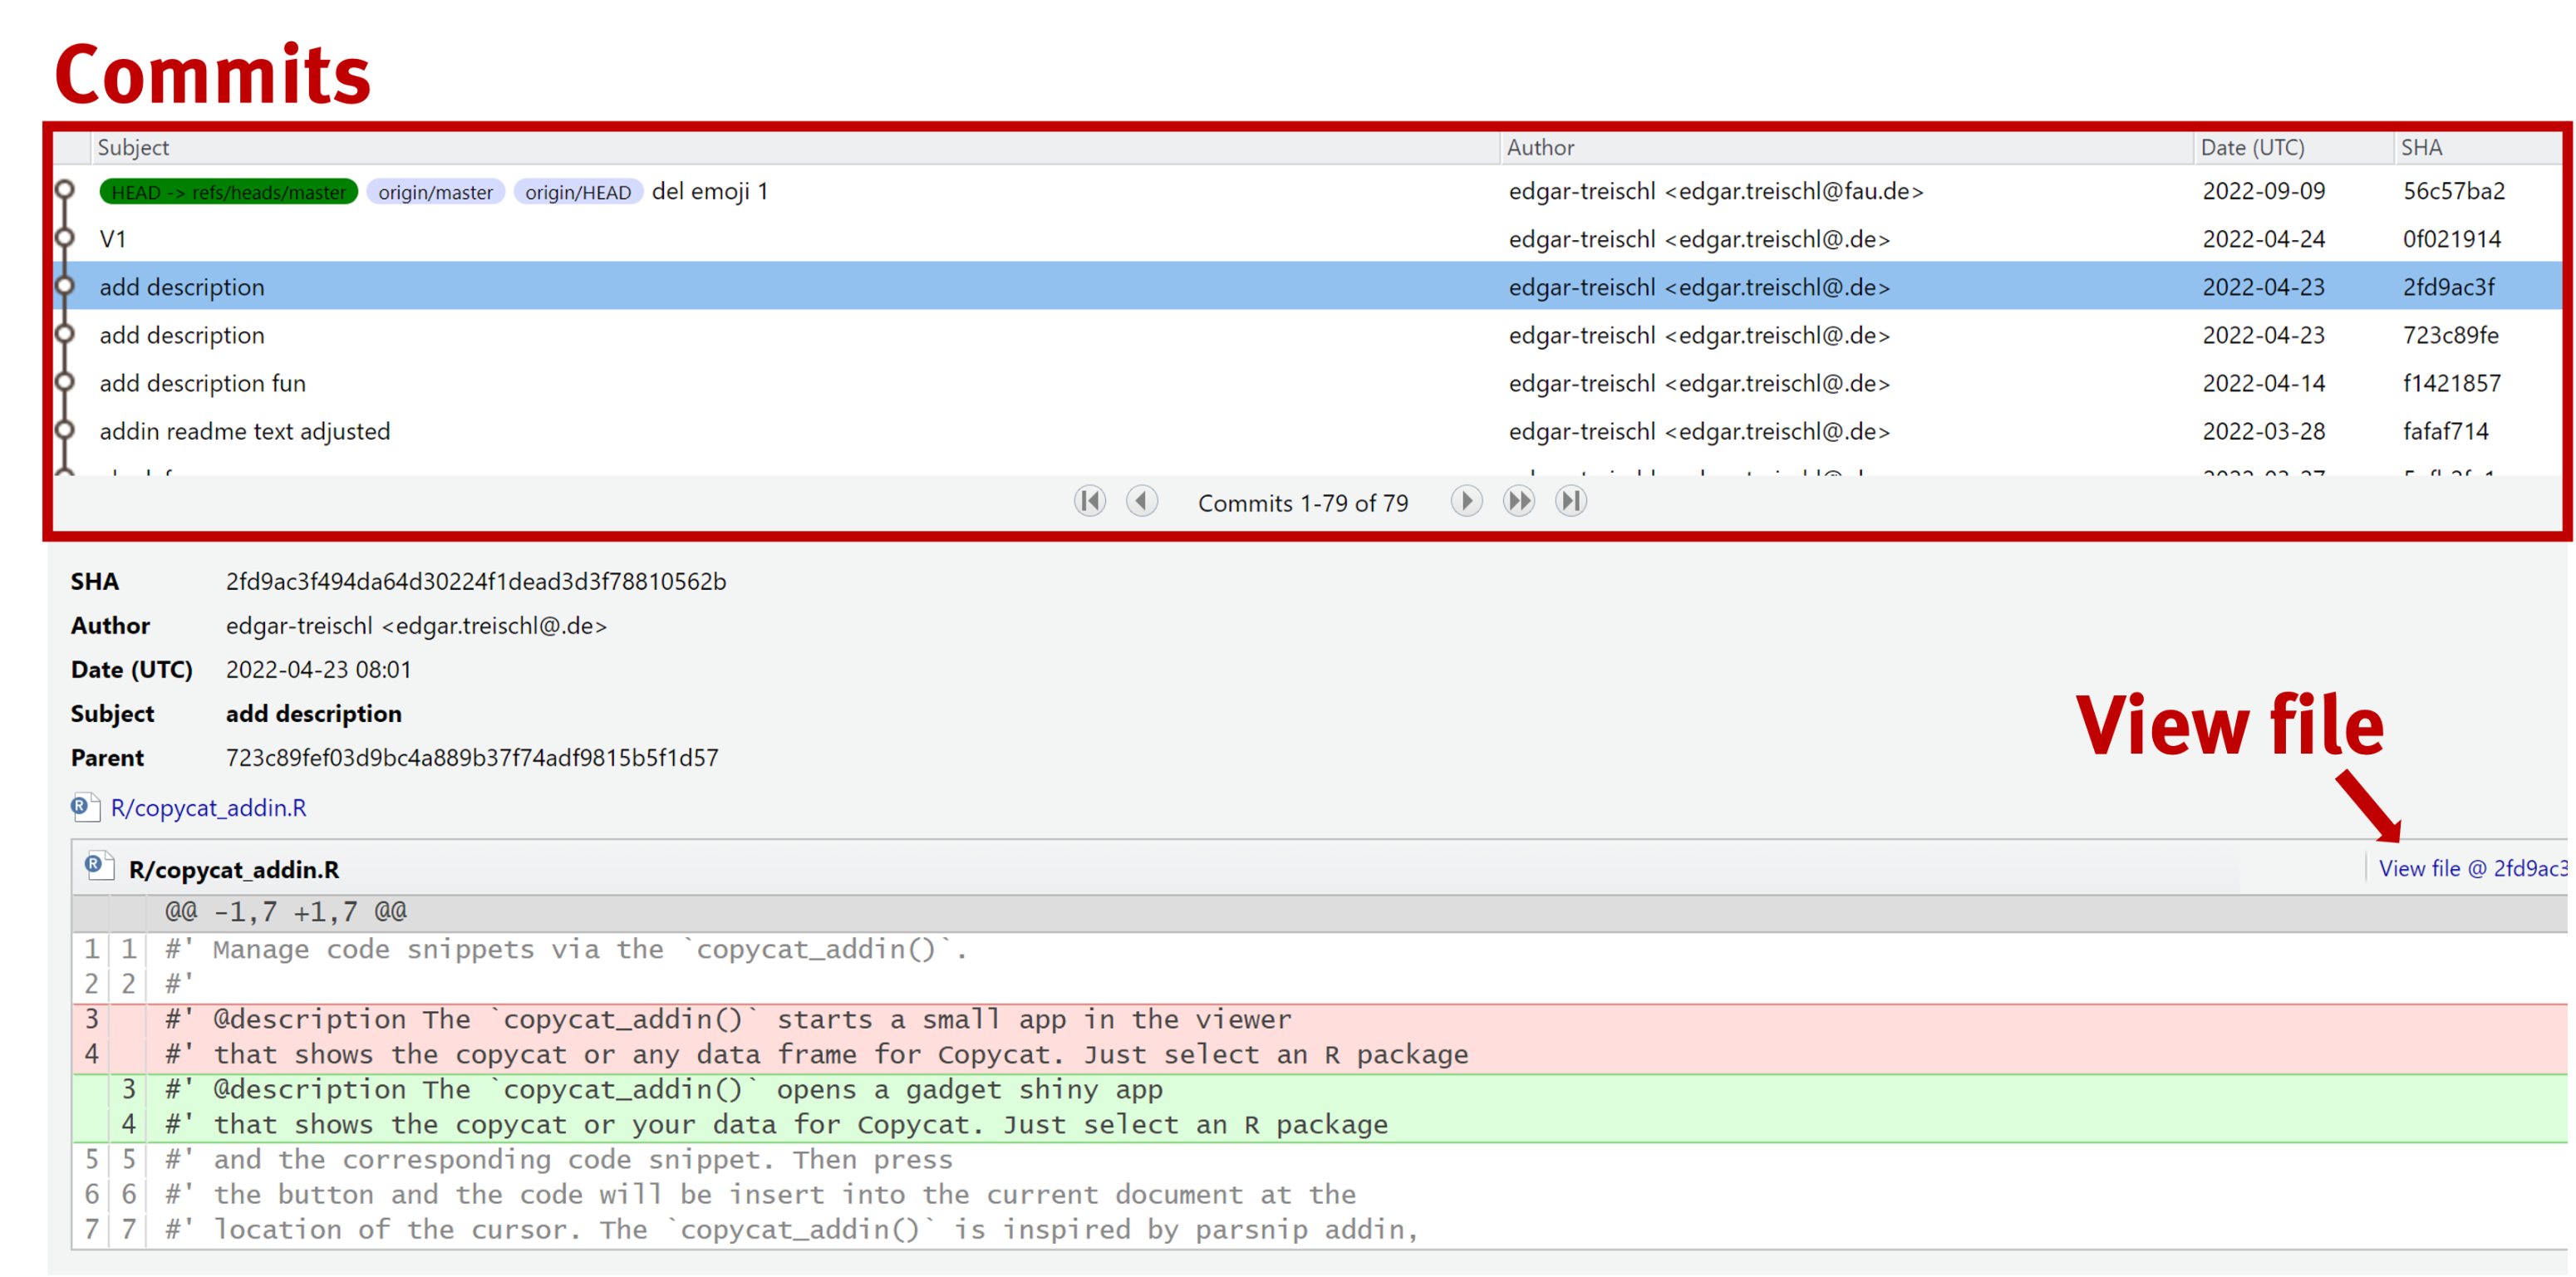 Commits
Subject Author Date (UTC) SHA
HEAD -> refs/heads/master origin/master origin/HEAD del emoji 1 edgar-treischl <edgar.treischl@fau.de> 2022-09-09 56c57ba2
V1 edgar-treischl <edgar.treischl@.de> 2022-04-24 0f021914
add description edgar-treischl <edgar.treischl@.de> 2022-04-23 2fd9ac3f
add description edgar-treischl <edgar.treischl@.de> 2022-04-23 723c89fe
add description fun edgar-treischl <edgar.treischl@.de> 2022-04-14 f1421857
addin readme text adjusted edgar-treischl <edgar.treischl@.de> 2022-03-28 fafaf714
Commits 1-79 of 79
SHA 2fd9ac3f494da64d30224f1dead3d3f78810562b
Author edgar-treischl <edgar.treischl@.de>
Date (UTC) 2022-04-23 08:01
Subject add description
View file
Parent 723c89fef03d9bc4a889b37f74adf9815b5f1d57
R/copycat_addin.R
R/copycat_addin.R View file @ 2fd9ac3
@@ -1,7 +1,7 @@
1 1 #' Manage code snippets via the `copycat_addin()`.
2 2 #'
3 #' @description The `copycat_addin()` starts a small app in the viewer
4 #' that shows the copycat or any data frame for Copycat. Just select an R package
3 #' @description The `copycat_addin()` opens a gadget shiny app
4 #' that shows the copycat or your data for Copycat. Just select an R package
5 5 #' and the corresponding code snippet. Then press
6 6 #' the button and the code will be insert into the current document at the
7 7 #' location of the cursor. The `copycat_addin()` is inspired by parsnip addin,